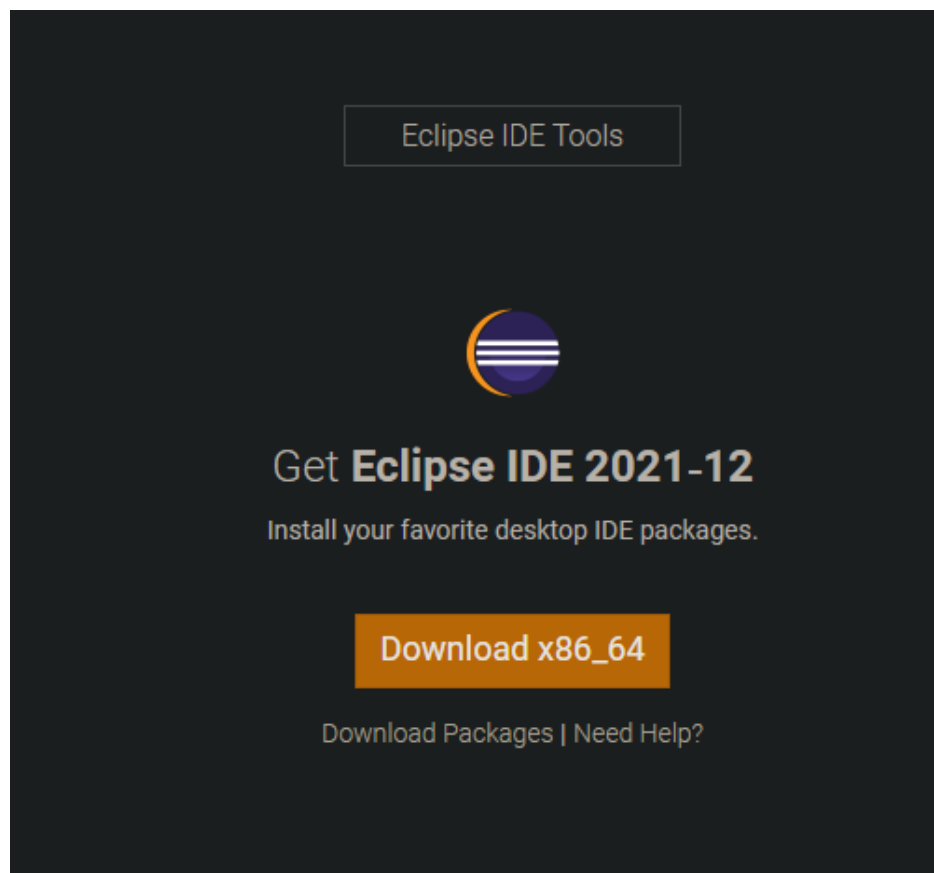 Eclipse IDE Tools
Get Eclipse IDE 2021-12
Install your favorite desktop IDE packages.
Download x86_64
Download Packages | Need Help?